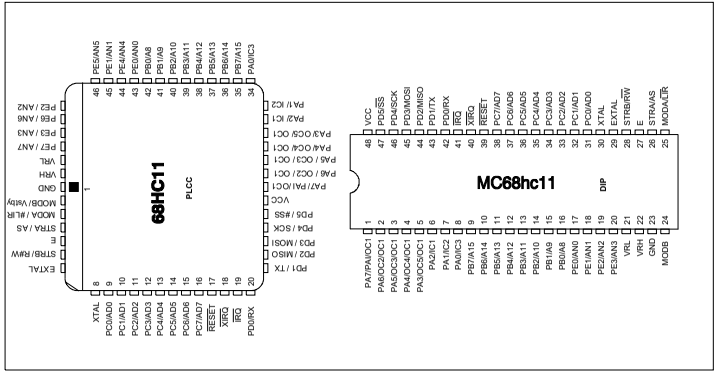 46 PE5/AN5
45 PE1/AN1
44 PE4/AN4
43 PE0/AN0
42 PB0/A8
41 PB1/A9
40 PB2/A10
39 PB3/A11
38 PB4/A12
37 PB5/A13
36 PB6/A14
35 PB7/A15
34 PA0/IC3
PE2 / AN2
PE6 / AN6
PE3 / AN3
PE7 / AN7
VRL
VRH
GND
MODB / Vstby
MODA / #LIR
STRA / AS
E
STRB / R/W
EXTAL
1
68HC11
PLCC
PA1/ IC2
PA2/ IC1
PA3/ OC5/ OC1
PA4/ OC4/ OC1
PA5 / OC3 / OC1
PA6 / OC2/ OC1
PA7/ PAI /OC1
VCC
PD5 / #SS
PD4 / SCK
PD3 / MOSI
PD2 / MISO
PD1 / TX
8 XTAL
9 PC0/AD0
10 PC1/AD1
11 PC2/AD2
12 PC3/AD3
13 PC4/AD4
14 PC5/AD5
15 PC6/AD6
16 PC7/AD7
17 RESET
18 XIRQ
19 IRQ
20 PD0/RX
48 VCC
47 PD5/SS
46 PD4/SCK
45 PD3/MOSI
44 PD2/MISO
43 PD1/TX
42 PD0/RX
41 IRQ
40 XIRQ
39 RESET
38 PC7/AD7
37 PC6/AD6
36 PC5/AD5
35 PC4/AD4
34 PC3/AD3
33 PC2/AD2
32 PC1/AD1
31 PC0/AD0
30 XTAL
29 EXTAL
28 STRB/RW
27 E
26 STRA/AS
25 MODA/LIR
MC68hc11
DIP
PA7/PAI/OC1 1
PA6/OC2/OC1 2
PA5/OC3/OC1 3
PA4/OC4/OC1 4
PA3/OC5/OC1 5
PA2/IC1 6
PA1/IC2 7
PA0/IC3 8
PB7/A15 9
PB6/A14 10
PB5/A13 11
PB4/A12 12
PB3/A11 13
PB2/A10 14
PB1/A9 15
PB0/A8 16
PE0/AN0 17
PE1/AN1 18
PE2/AN2 19
PE3/AN3 20
VRL 21
VRH 22
GND 23
MODB 24